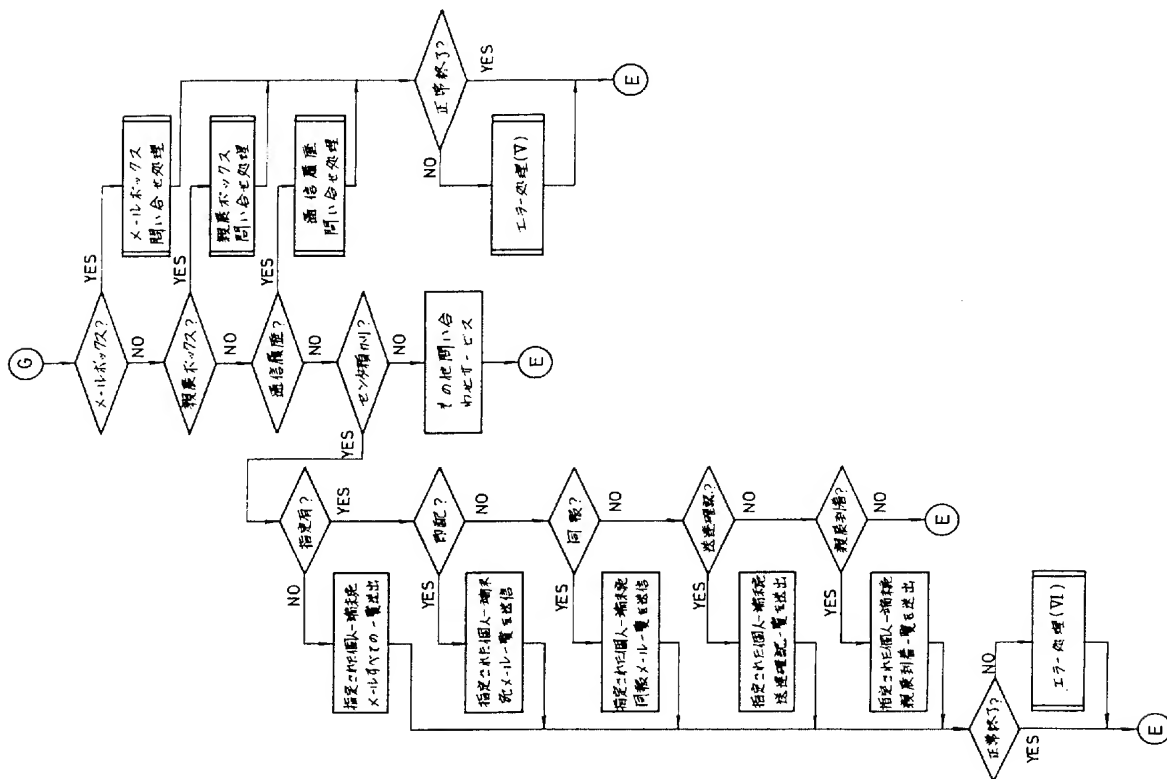 G
メールボックス?
YES
メールボックス
問い合せ処理
NO
親展ボックス?
YES
親展ボックス
問い合せ処理
NO
通信履歴?
YES
通信履歴
問い合せ処理
NO
センタ預かり?
YES
NO
その他問い合
わせサービス
E
正常終了?
YES
NO
エラー処理(V)
E
指定有?
NO
YES
指定された個人-端末宛
メールすべての一覧送出
即配?
YES
NO
指定された個人-端末
宛メール一覧を送信
同報?
YES
NO
指定された個人-端末宛
同報メール一覧を送信
送達確認?
YES
NO
指定された個人-端末宛
送達確認一覧を送出
親展到着?
YES
NO
指定された個人-端末宛
親展到着一覧を送出
E
正常終了?
NO
YES
エラー処理(VI)
E